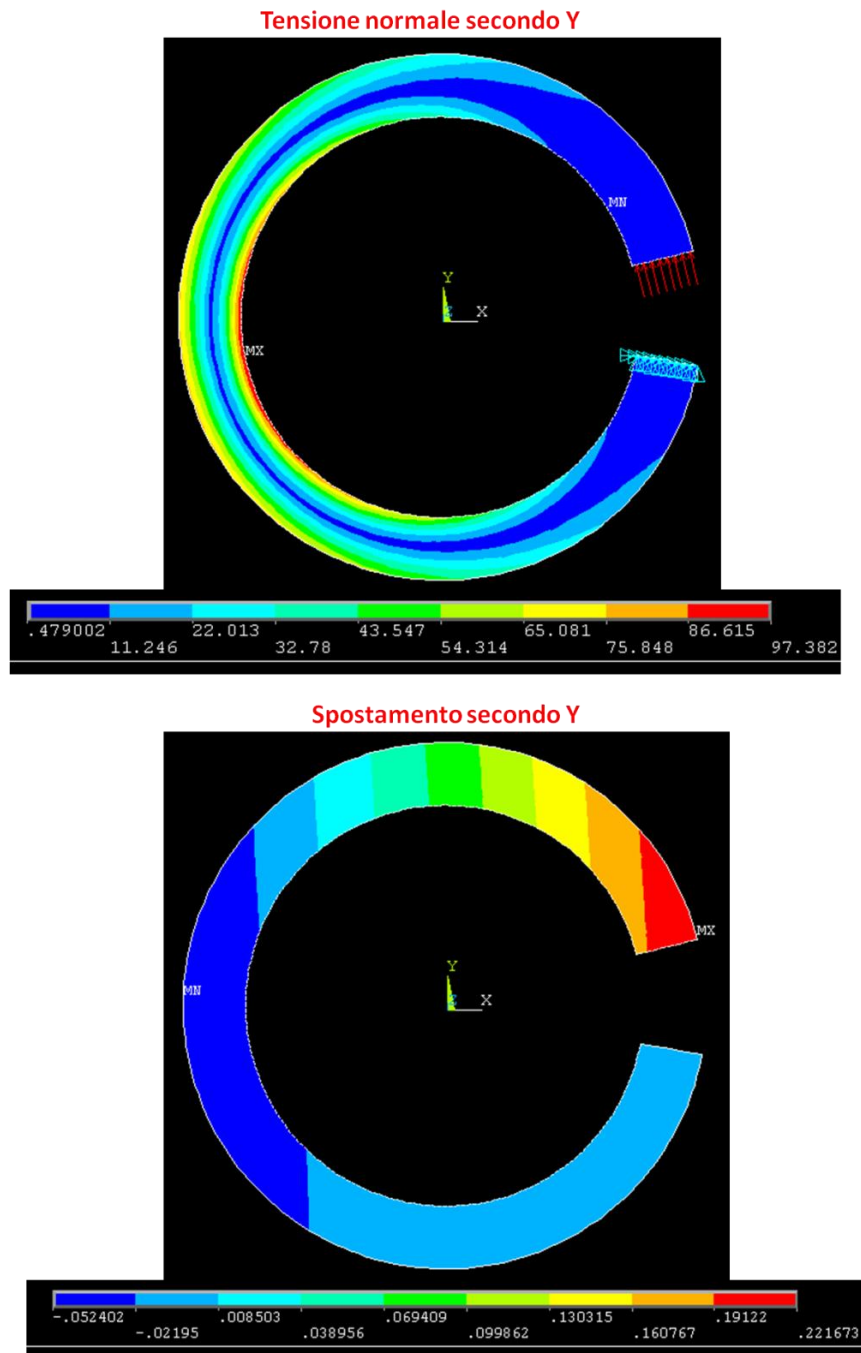 Tensione normale secondo Y
MN
Y
X
MX
.479002 22.013 43.547 65.081 86.615
11.246 32.78 54.314 75.848 97.382
Spostamento secondo Y
MX
Y
MN
X
-.052402 .008503 .069409 .130315 .19122
-.02195 .038956 .099862 .160767 .221673